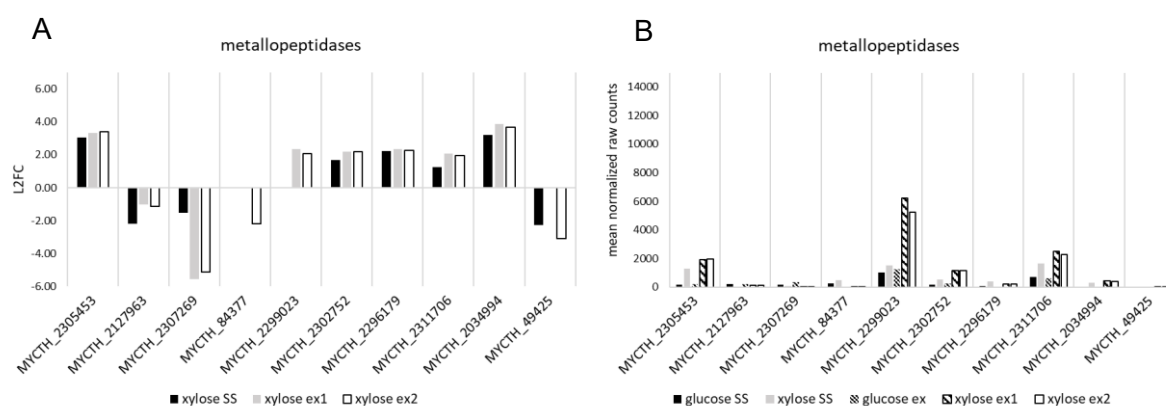 A
metallopeptidases
L2FC
6.00
4.00
2.00
0.00
-2.00
-4.00
-6.00
MYCTH_2305453
MYCTH_2127963
MYCTH_2307269
MYCTH_84377
MYCTH_2299023
MYCTH_2302752
MYCTH_2296179
MYCTH_2311706
MYCTH_2034994
MYCTH_49425
xylose SS xylose ex1 xylose ex2
B
metallopeptidases
mean normalized raw counts
14000
12000
10000
8000
6000
4000
2000
0
MYCTH_2305453
MYCTH_2127963
MYCTH_2307269
MYCTH_84377
MYCTH_2299023
MYCTH_2302752
MYCTH_2296179
MYCTH_2311706
MYCTH_2034994
MYCTH_49425
glucose SS xylose SS glucose ex xylose ex1 xylose ex2